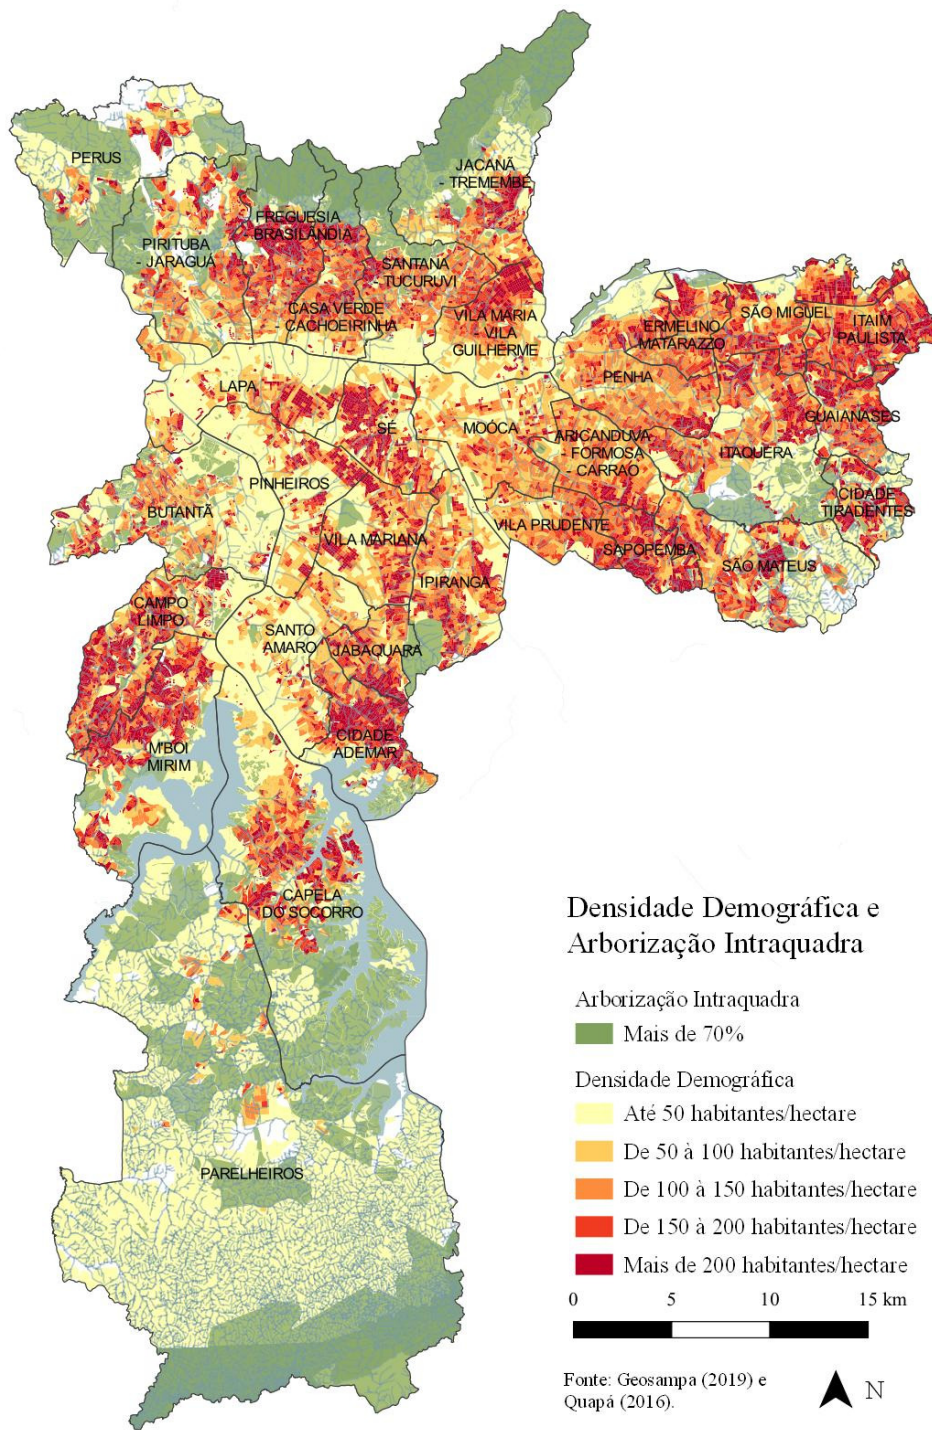 PERUS
JACANÃ
- TREMEMBE
FREGUESIA
- BRASILÂNDIA
PIRITUBA
- JARAGUÁ
SANTANA
- TUCURUVI
CASA VERDE
- CACHOEIRINHA
VILA MARIA
- VILA
GUILHERME
SÃO MIGUEL
ERMELINO
MATARAZZO
ITAIM
PAULISTA
PENHA
LAPA
SÉ
MOÓCA
GUAIANASES
ARICANDUVA
- FORMOSA
- CARRAO
ITAQUERA
PINHEIROS
BUTANTÃ
CIDADE
TIRADENTES
VILA MARIANA
VILA PRUDENTE
SAPOPEMBA
SÃO MATEUS
IPIRANGA
CAMPO
LIMPO
SANTO
AMARO
JABAQUARA
CIDADE
ADEMAR
M'BOI
MIRIM
CAPELA
DO SOCORRO
PARELHEIROS
Densidade Demográfica e
Arborização Intraquadra
Arborização Intraquadra
Mais de 70%
Densidade Demográfica
Até 50 habitantes/hectare
De 50 à 100 habitantes/hectare
De 100 à 150 habitantes/hectare
De 150 à 200 habitantes/hectare
Mais de 200 habitantes/hectare
0 5 10 15 km
Fonte: Geosampa (2019) e
Quapá (2016).
N